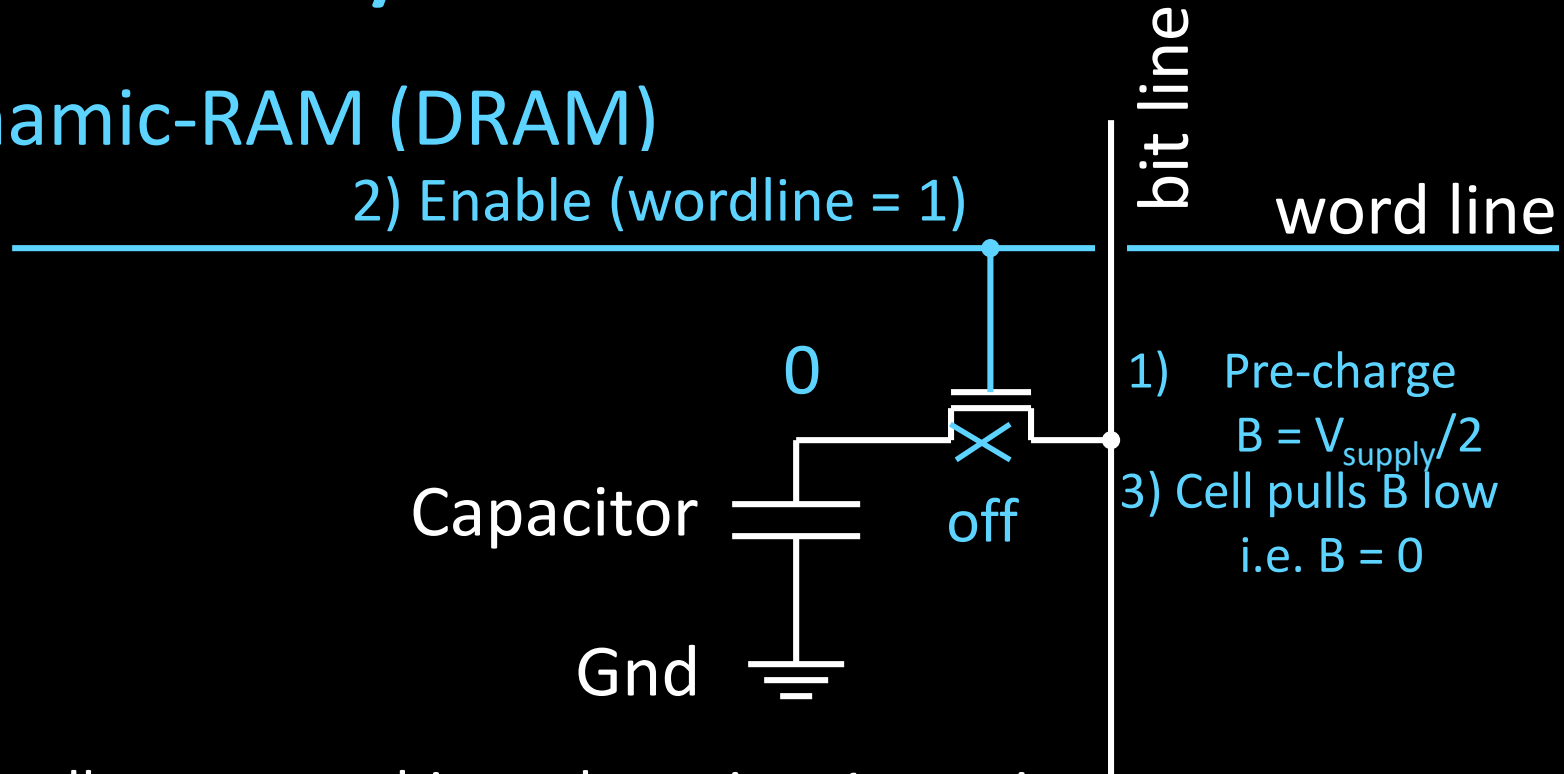 namic-RAM (DRAM)
bit line
2) Enable (wordline = 1)
word line
0
1) Pre-charge
B = Vsupply/2
Capacitor
off
3) Cell pulls B low
i.e. B = 0
Gnd